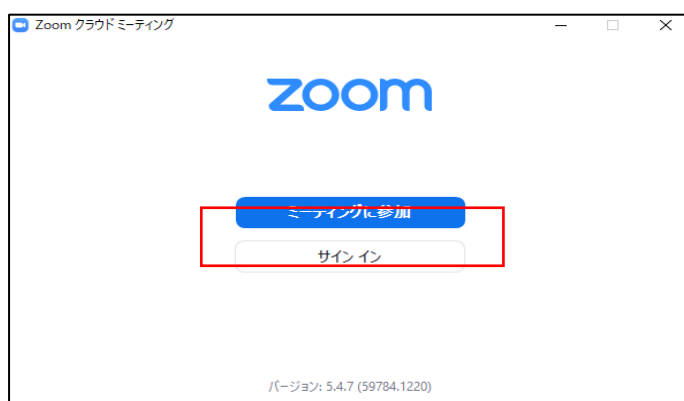 Zoom クラウド ミーティング
zoom
ミーティングに参加
サイン イン
バージョン: 5.4.7 (59784.1220)